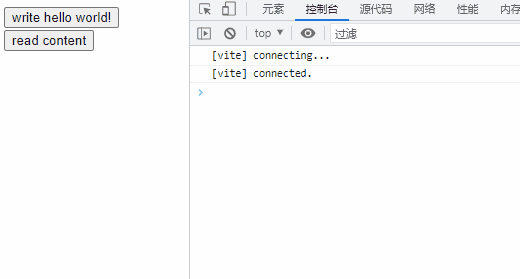 write hello world!
read content
元素 控制台 源代码 网络 性能 内存
top ▼ 过滤
[vite] connecting...
[vite] connected.
>